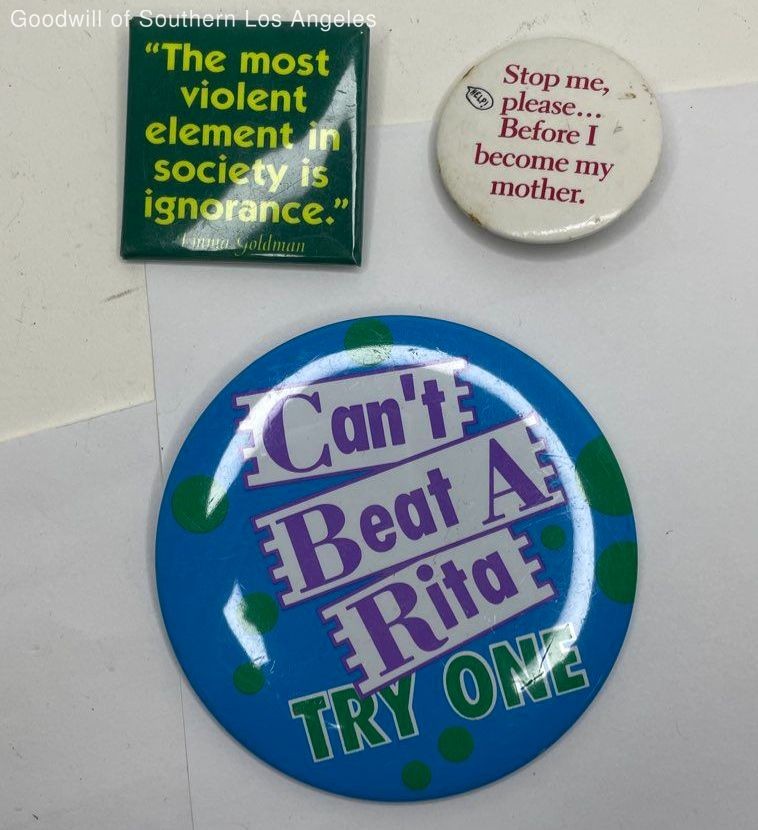 Goodwill of Southern Los Angeles
“The most
violent
element in
society is
ignorance.”
Emma Goldman
HELP!
Stop me,
please...
Before I
become my
mother.
Can't
Beat A
Rita
TRY ONE